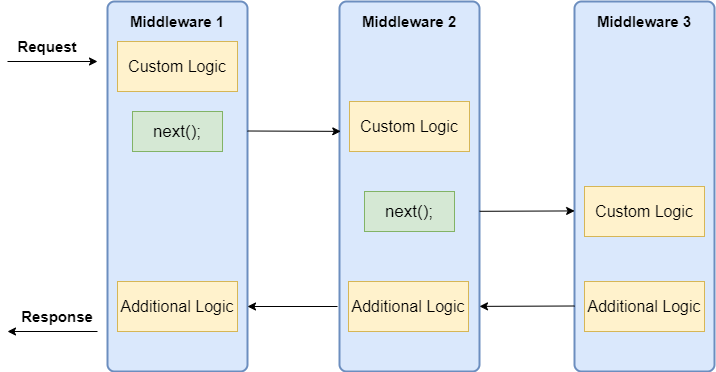 Middleware 1
Middleware 2
Middleware 3
Request
Custom Logic
next();
Custom Logic
next();
Custom Logic
Additional Logic
Additional Logic
Additional Logic
Response